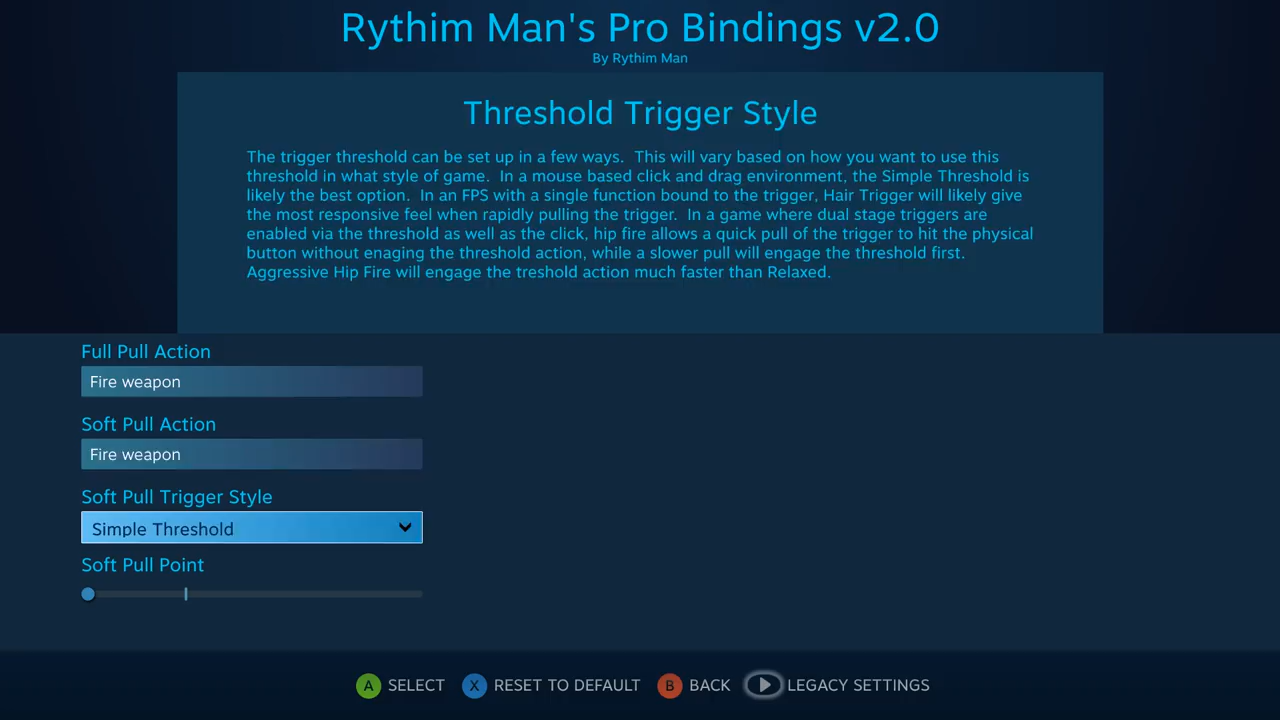 Rythim Man's Pro Bindings v2.0
By Rythim Man
Threshold Trigger Style
The trigger threshold can be set up in a few ways.  This will vary based on how you want to use this
threshold in what style of game.  In a mouse based click and drag environment, the Simple Threshold is
likely the best option.  In an FPS with a single function bound to the trigger, Hair Trigger will likely give
the most responsive feel when rapidly pulling the trigger.  In a game where dual stage triggers are
enabled via the threshold as well as the click, hip fire allows a quick pull of the trigger to hit the physical
button without enaging the threshold action, while a slower pull will engage the threshold first.
Aggressive Hip Fire will engage the treshold action much faster than Relaxed.
Full Pull Action
Fire weapon
Soft Pull Action
Fire weapon
Soft Pull Trigger Style
Simple Threshold
Soft Pull Point
A SELECT X RESET TO DEFAULT B BACK LEGACY SETTINGS